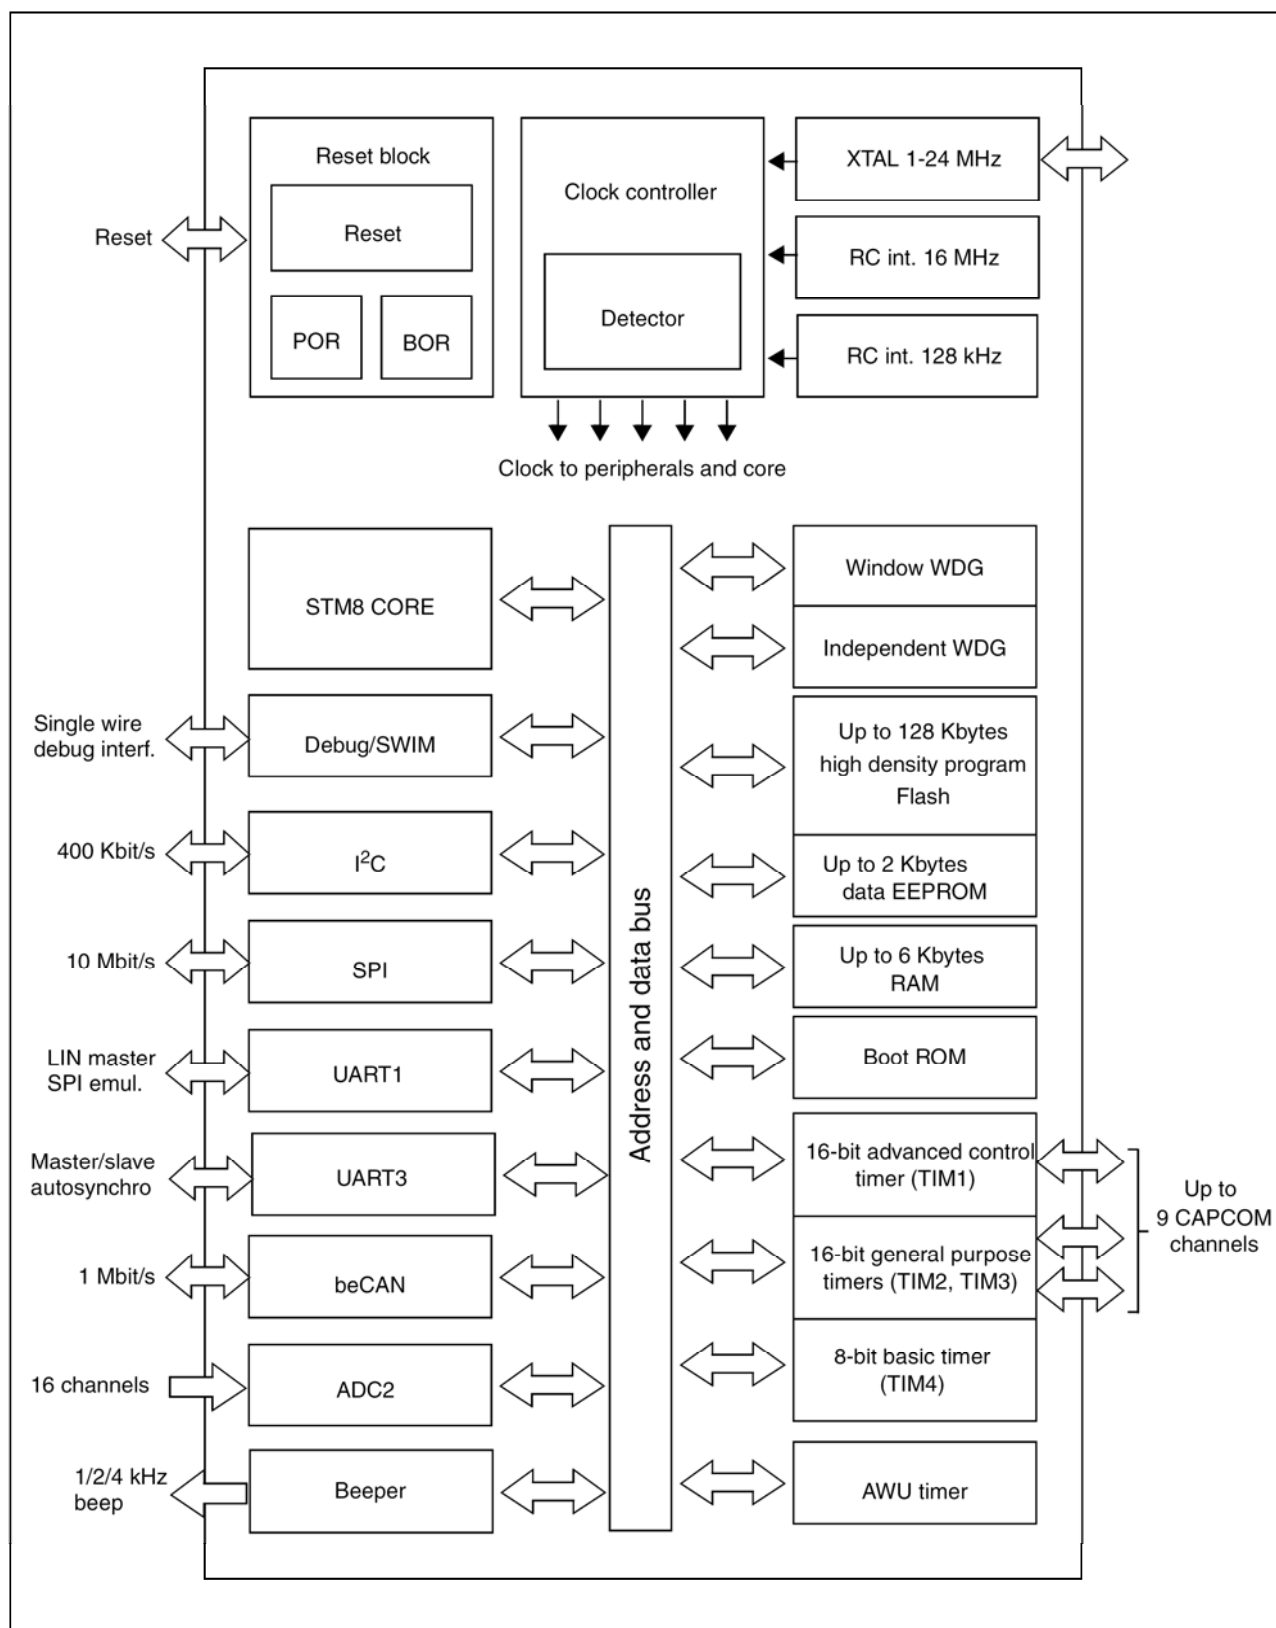 Reset block
Reset
POR
BOR
Reset
Clock controller
Detector
XTAL 1-24 MHz
RC int. 16 MHz
RC int. 128 kHz
Clock to peripherals and core
STM8 CORE
Single wire
debug interf.
Debug/SWIM
400 Kbit/s
I²C
10 Mbit/s
SPI
LIN master
SPI emul.
UART1
Master/slave
autosynchro
UART3
1 Mbit/s
beCAN
16 channels
ADC2
1/2/4 kHz
beep
Beeper
Address and data bus
Window WDG
Independent WDG
Up to 128 Kbytes
high density program
Flash
Up to 2 Kbytes
data EEPROM
Up to 6 Kbytes
RAM
Boot ROM
16-bit advanced control
timer (TIM1)
16-bit general purpose
timers (TIM2, TIM3)
8-bit basic timer
(TIM4)
AWU timer
Up to
9 CAPCOM
channels